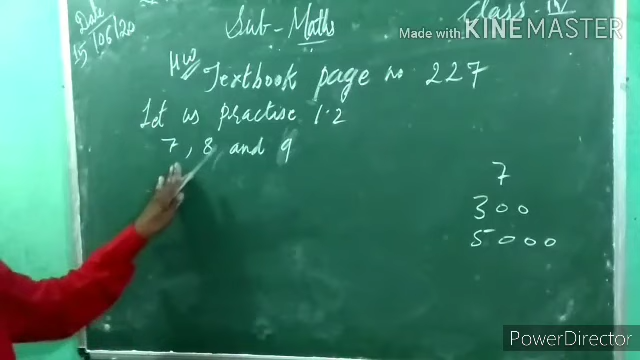 Date
15/06/20
Sub- Maths
Class - IV
Made with KINEMASTER
HW
Textbook page no 227
Let us practise 1.2
7, 8 and 9
7
300
5000
PowerDirector